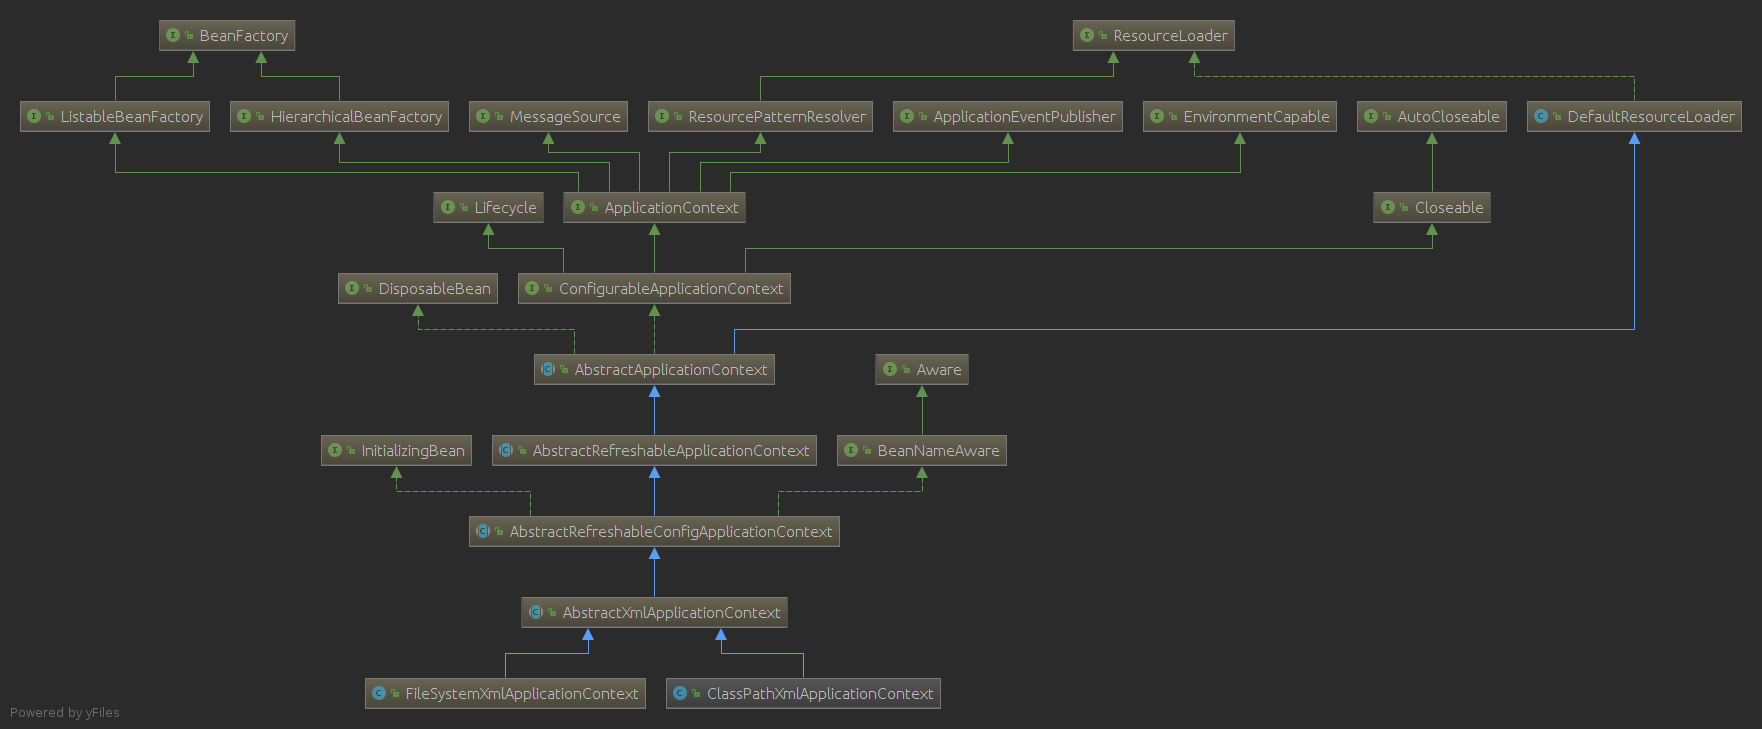 BeanFactory
ResourceLoader
ListableBeanFactory
HierarchicalBeanFactory
MessageSource
ResourcePatternResolver
ApplicationEventPublisher
EnvironmentCapable
AutoCloseable
DefaultResourceLoader
Lifecycle
ApplicationContext
Closeable
DisposableBean
ConfigurableApplicationContext
AbstractApplicationContext
Aware
InitializingBean
AbstractRefreshableApplicationContext
BeanNameAware
AbstractRefreshableConfigApplicationContext
AbstractXmlApplicationContext
FileSystemXmlApplicationContext
ClassPathXmlApplicationContext
Powered by yFiles